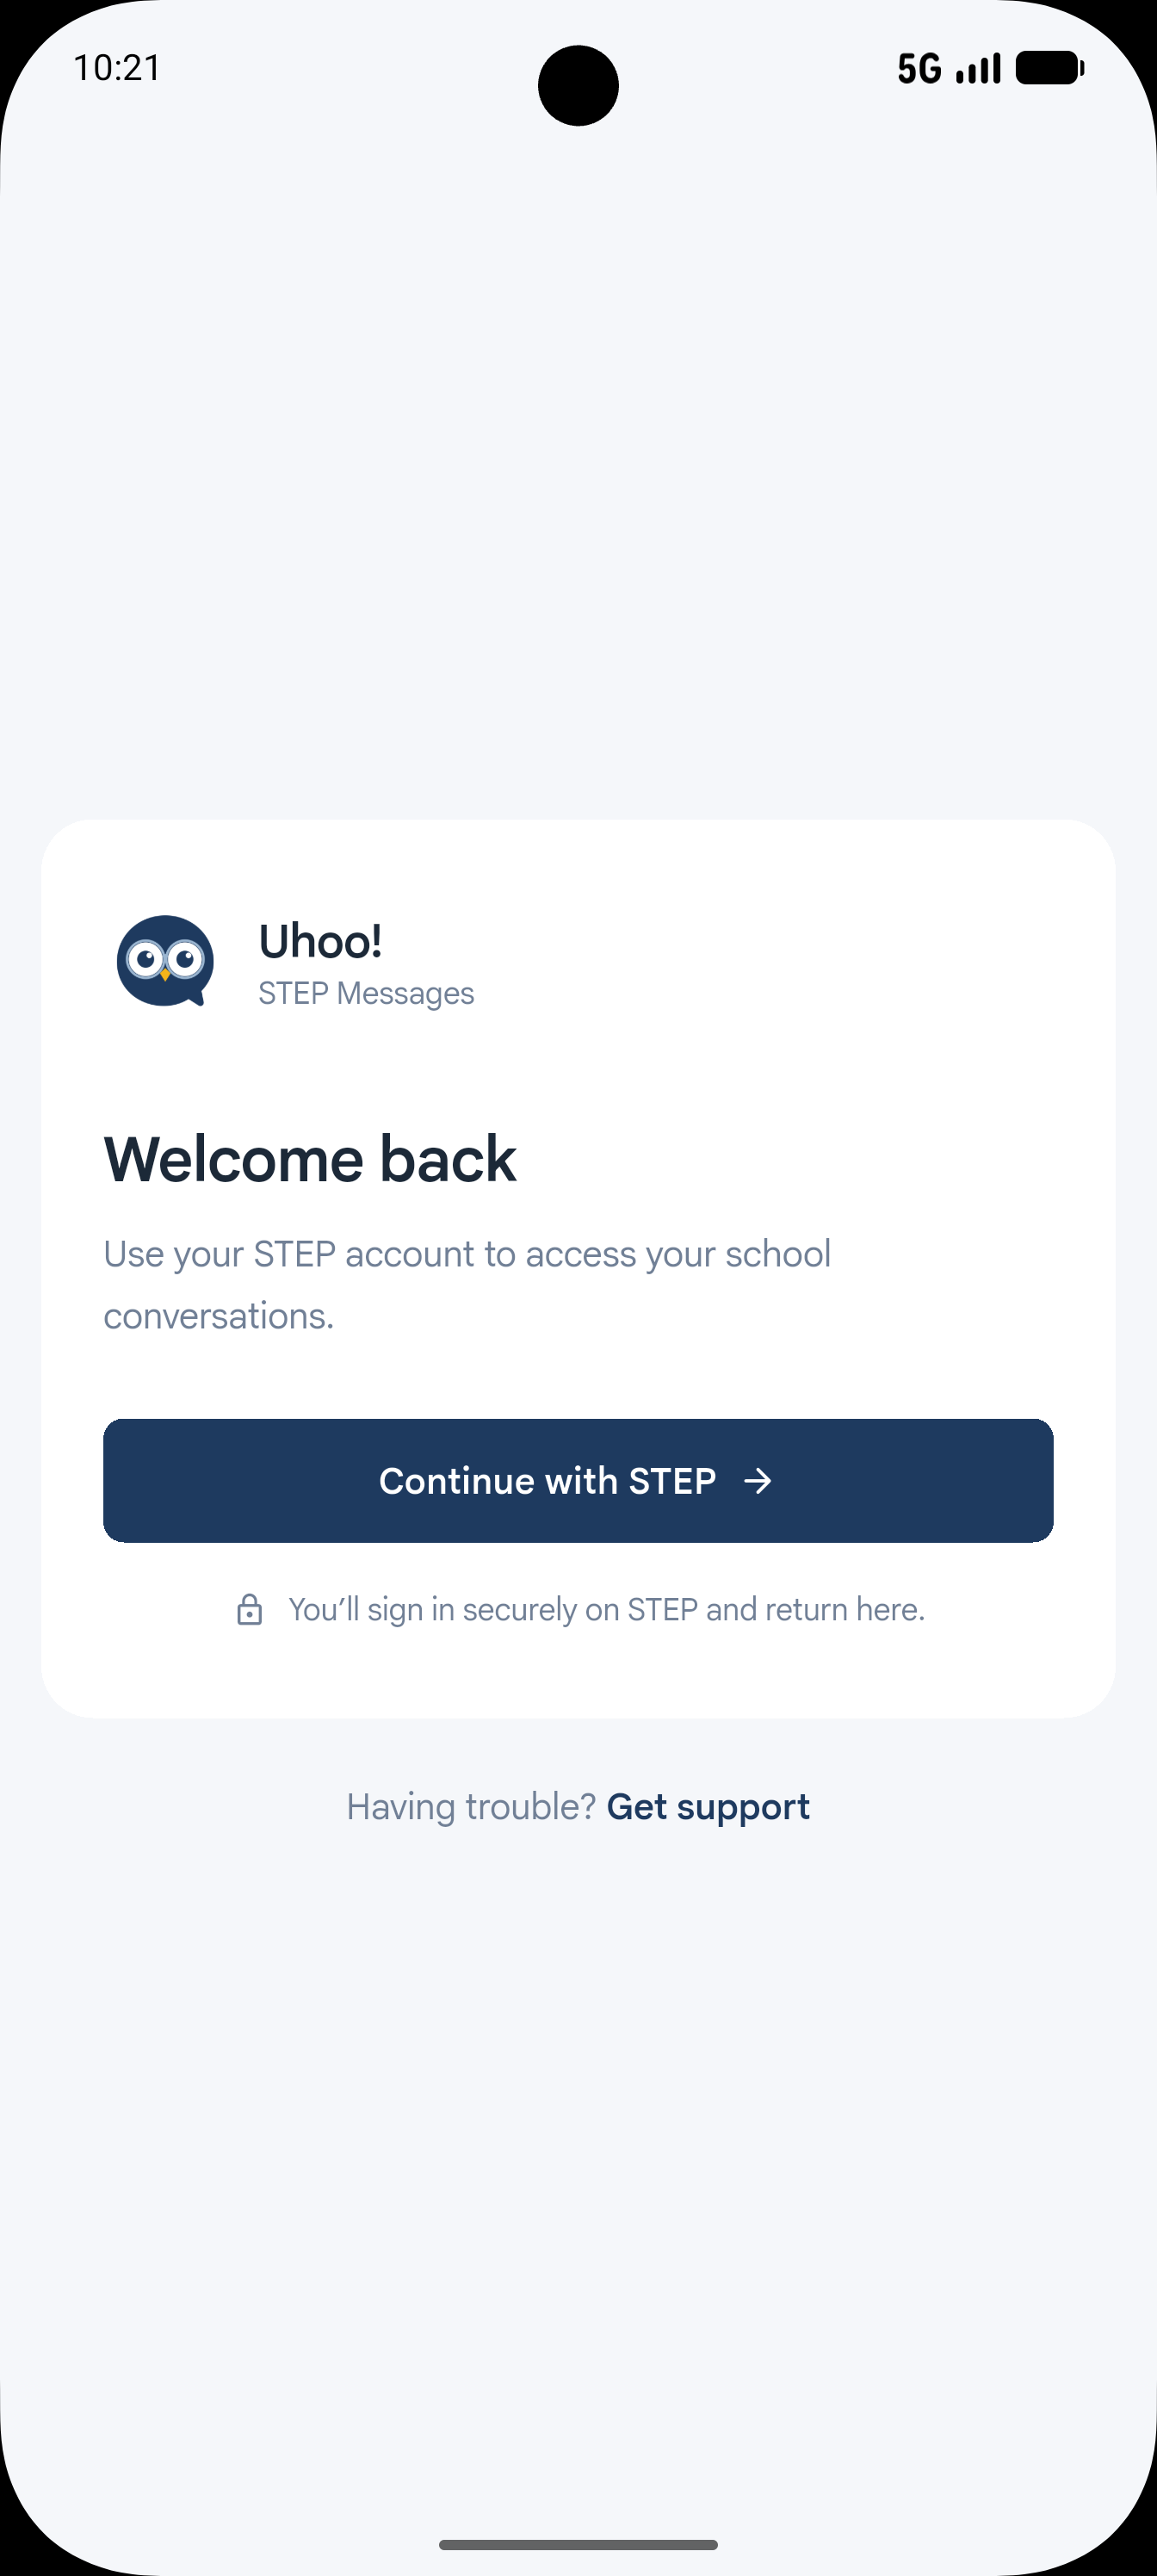 10:21
5G
Uhoo!
STEP Messages
Welcome back
Use your STEP account to access your school
conversations.
Continue with STEP →
You’ll sign in securely on STEP and return here.
Having trouble? Get support